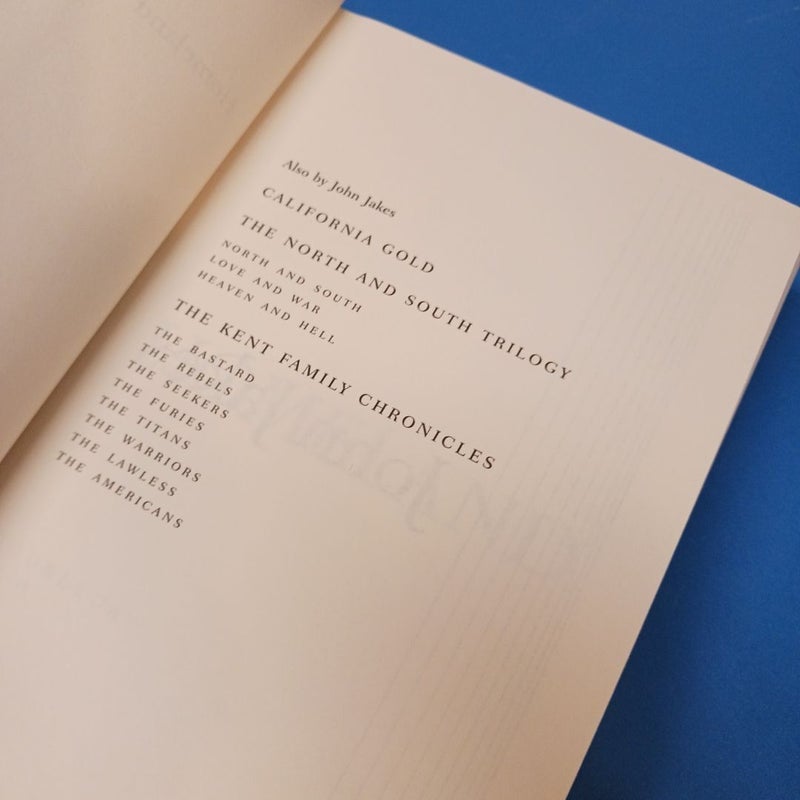 Also by John Jakes
CALIFORNIA GOLD
THE NORTH AND SOUTH TRILOGY
NORTH AND SOUTH
LOVE AND WAR
HEAVEN AND HELL
THE KENT FAMILY CHRONICLES
THE BASTARD
THE REBELS
THE SEEKERS
THE FURIES
THE TITANS
THE WARRIORS
THE LAWLESS
THE AMERICANS